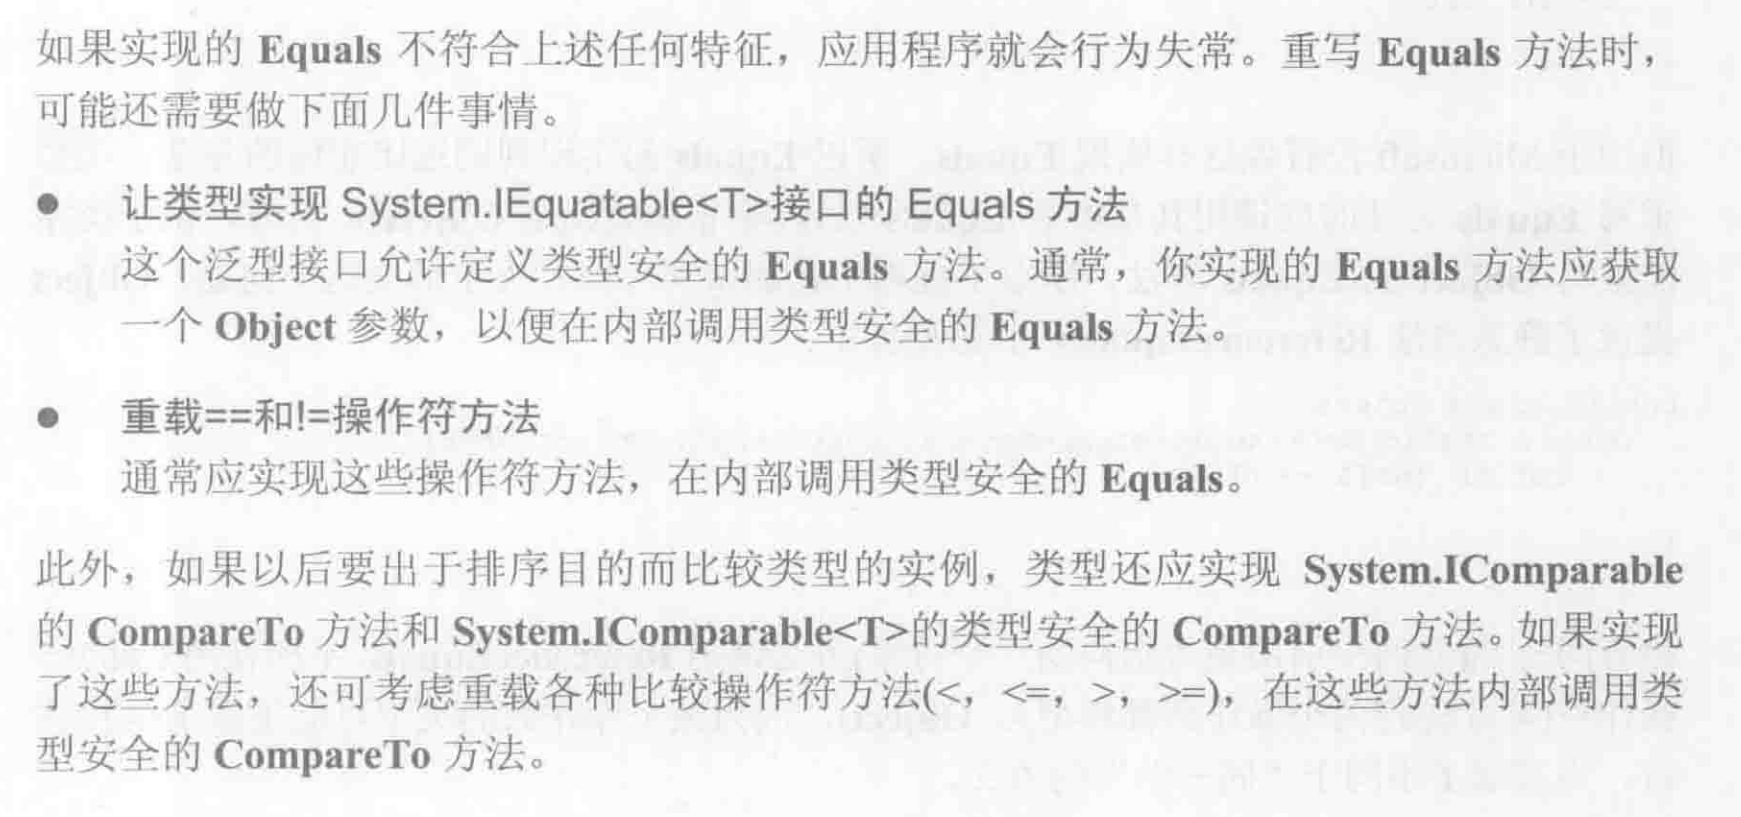 如果实现的 Equals 不符合上述任何特征，应用程序就会行为失常。重写 Equals 方法时，
可能还需要做下面几件事情。
● 让类型实现 System.IEquatable<T>接口的 Equals 方法
这个泛型接口允许定义类型安全的 Equals 方法。通常，你实现的 Equals 方法应获取
一个 Object 参数，以便在内部调用类型安全的 Equals 方法。
● 重载==和!=操作符方法
通常应实现这些操作符方法，在内部调用类型安全的 Equals。
此外，如果以后要出于排序目的而比较类型的实例，类型还应实现 System.IComparable
的 CompareTo 方法和 System.IComparable<T>的类型安全的 CompareTo 方法。如果实现
了这些方法，还可考虑重载各种比较操作符方法(<，<=，>，>=)，在这些方法内部调用类
型安全的 CompareTo 方法。